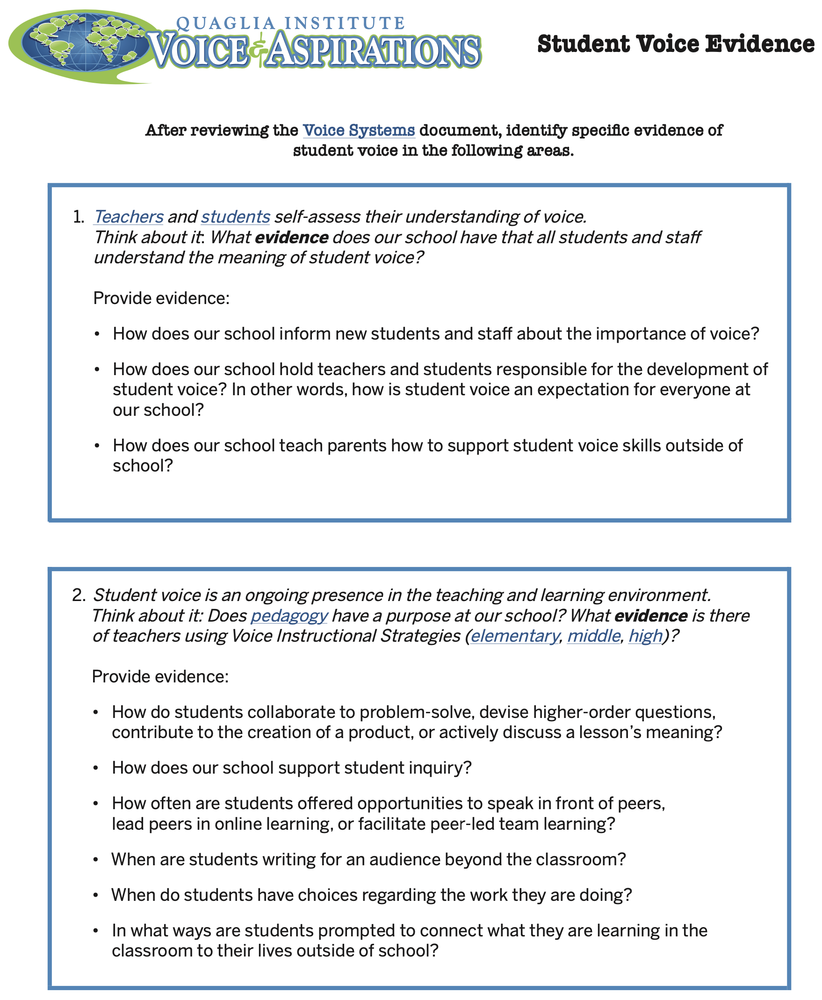 QUAGLIA INSTITUTE
VOICE & ASPIRATIONS
Student Voice Evidence
After reviewing the Voice Systems document, identify specific evidence of
student voice in the following areas.
1. Teachers and students self-assess their understanding of voice.
Think about it: What evidence does our school have that all students and staff
understand the meaning of student voice?
Provide evidence:
• How does our school inform new students and staff about the importance of voice?
• How does our school hold teachers and students responsible for the development of
student voice? In other words, how is student voice an expectation for everyone at
our school?
• How does our school teach parents how to support student voice skills outside of
school?
2. Student voice is an ongoing presence in the teaching and learning environment.
Think about it: Does pedagogy have a purpose at our school? What evidence is there
of teachers using Voice Instructional Strategies (elementary, middle, high)?
Provide evidence:
• How do students collaborate to problem-solve, devise higher-order questions,
contribute to the creation of a product, or actively discuss a lesson's meaning?
• How does our school support student inquiry?
• How often are students offered opportunities to speak in front of peers,
lead peers in online learning, or facilitate peer-led team learning?
• When are students writing for an audience beyond the classroom?
• When do students have choices regarding the work they are doing?
• In what ways are students prompted to connect what they are learning in the
classroom to their lives outside of school?